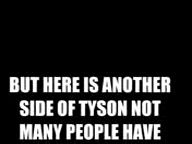 BUT HERE IS ANOTHER
SIDE OF TYSON NOT
MANY PEOPLE HAVE